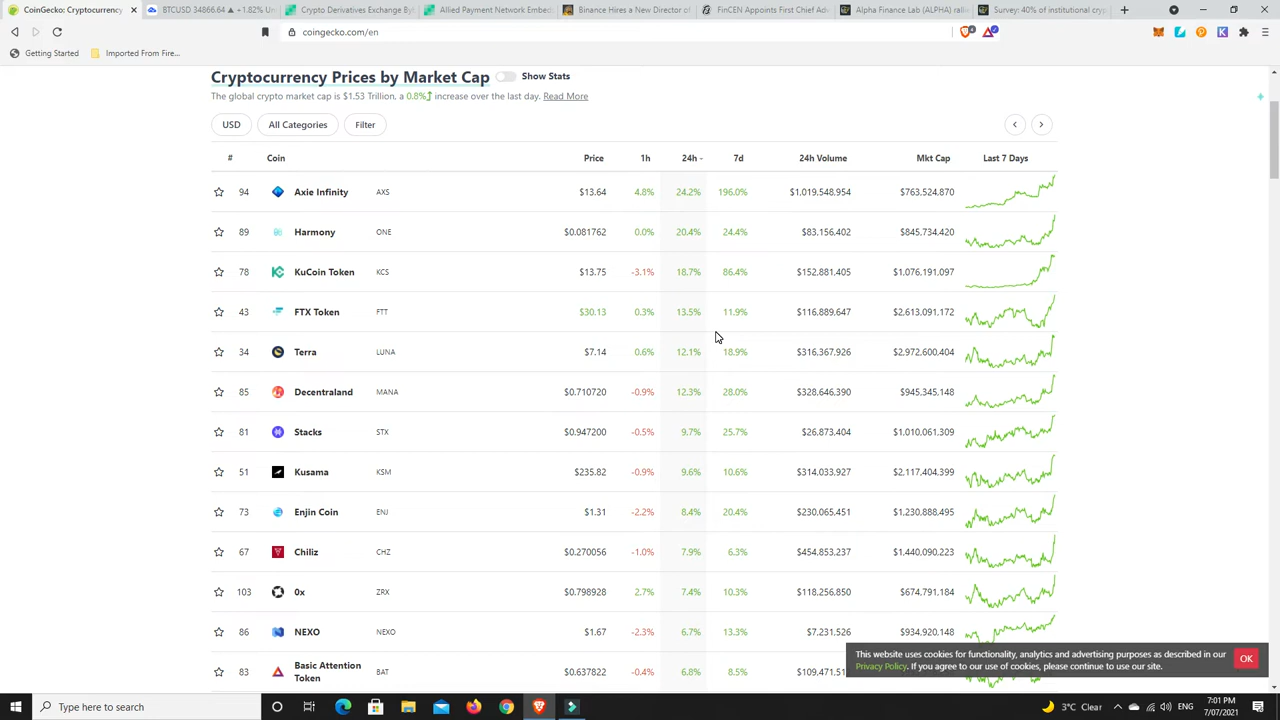 CoinGecko: Cryptocurrency
BTCUSD 34866.64 ▲ +1.82% Un
Crypto Derivatives Exchange By
Allied Payment Network Embed
Binance Hires a New Director of
FinCEN Appoints First Chief Adv
Alpha Finance Lab (ALPHA) rallie
Survey: 40% of institutional cryp
coingecko.com/en
Getting Started
Imported From Fire...
Cryptocurrency Prices by Market Cap Show Stats
The global crypto market cap is $1.53 Trillion, a 0.8% increase over the last day. Read More
USD All Categories Filter
# Coin Price 1h 24h 7d 24h Volume Mkt Cap Last 7 Days
94 Axie Infinity AXS $13.64 4.8% 24.2% 196.0% $1,019,548,954 $763,524,870
89 Harmony ONE $0.081762 0.0% 20.4% 24.4% $83,156,402 $845,734,420
78 KuCoin Token KCS $13.75 -3.1% 18.7% 86.4% $152,881,405 $1,076,191,097
43 FTX Token FTT $30.13 0.3% 13.5% 11.9% $116,889,647 $2,613,091,172
34 Terra LUNA $7.14 0.6% 12.1% 18.9% $316,367,926 $2,972,600,404
85 Decentraland MANA $0.710720 -0.9% 12.3% 28.0% $328,646,390 $945,345,148
81 Stacks STX $0.947200 -0.5% 9.7% 25.7% $26,873,404 $1,010,061,309
51 Kusama KSM $235.82 -0.9% 9.6% 10.6% $314,033,927 $2,117,404,399
73 Enjin Coin ENJ $1.31 -2.2% 8.4% 20.4% $230,065,451 $1,230,888,495
67 Chiliz CHZ $0.270056 -1.0% 7.9% 6.3% $454,853,237 $1,440,090,223
103 0x ZRX $0.798928 2.7% 7.4% 10.3% $118,256,850 $674,791,184
86 NEXO NEXO $1.67 -2.3% 6.7% 13.3% $7,231,526 $934,920,148
83 Basic Attention Token BAT $0.637822 -0.4% 6.8% 8.5% $109,471,51
This website uses cookies for functionality, analytics and advertising purposes as described in our
Privacy Policy. If you agree to our use of cookies, please continue to use our site.
OK
Type here to search
3°C Clear
ENG
7:01 PM
7/07/2021